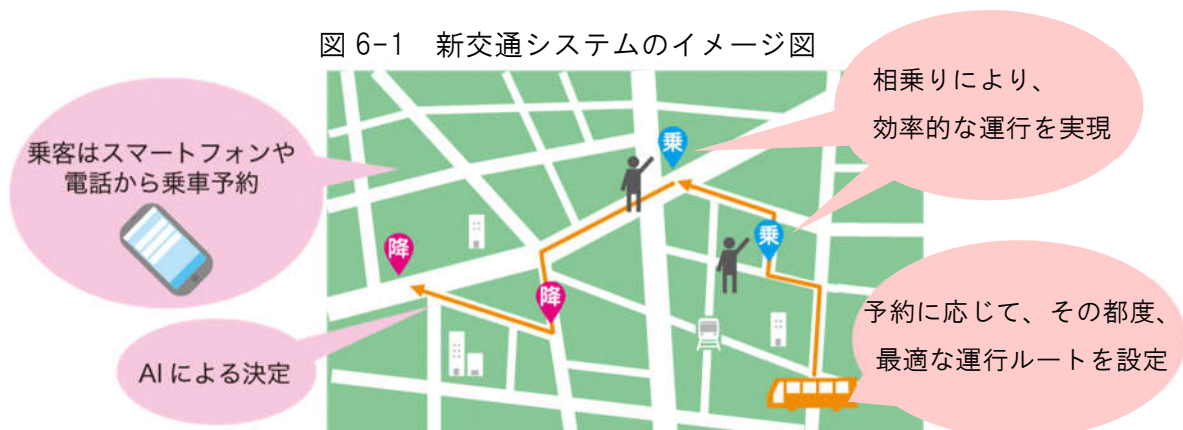 図 6-1 新交通システムのイメージ図
相乗りにより、
効率的な運行を実現
乗客はスマートフォンや
電話から乗車予約
乗
乗
降
降
予約に応じて、その都度、
最適な運行ルートを設定
AI による決定